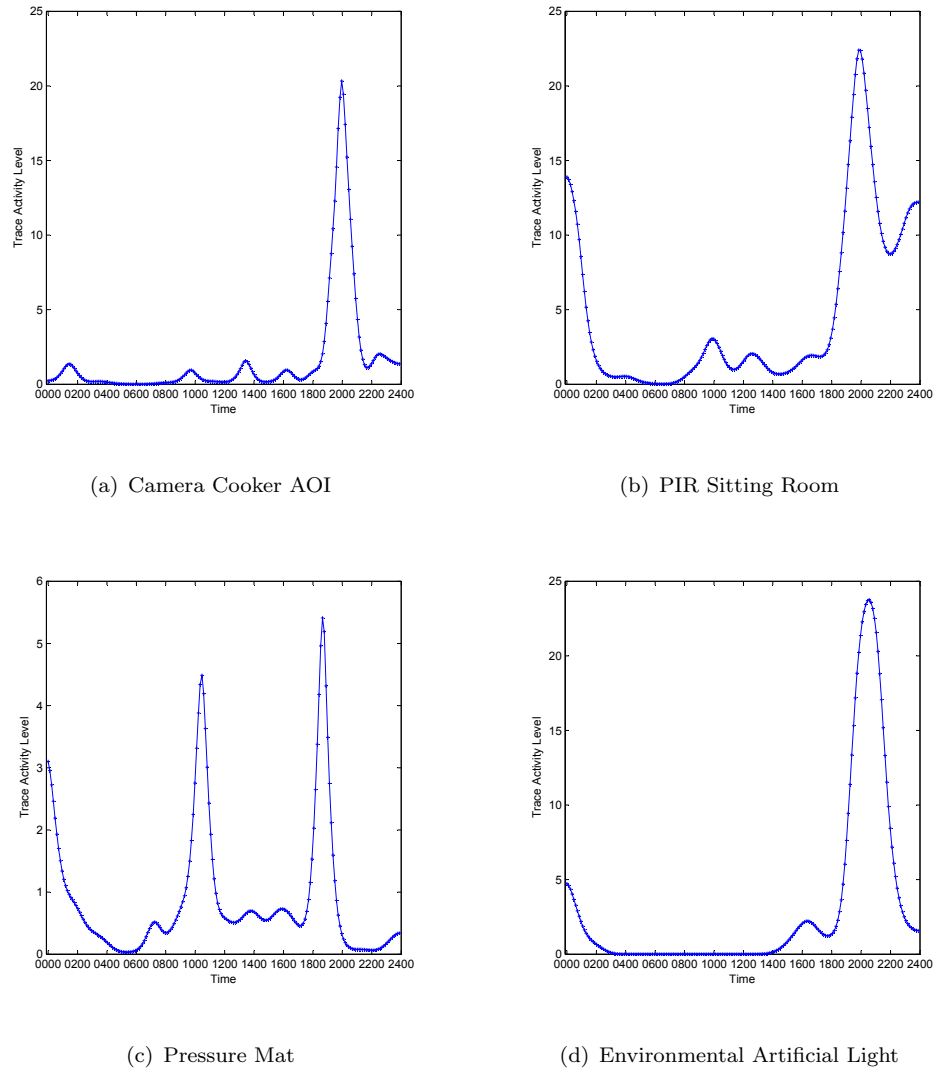 25
20
15
10
5
0
Trace Activity Level
0000 0200 0400 0600 0800 1000 1200 1400 1600 1800 2000 2200 2400
Time
(a) Camera Cooker AOI
25
20
15
10
5
0
Trace Activity Level
0000 0200 0400 0600 0800 1000 1200 1400 1600 1800 2000 2200 2400
Time
(b) PIR Sitting Room
6
5
4
3
2
1
0
Trace Activity Level
0000 0200 0400 0600 0800 1000 1200 1400 1600 1800 2000 2200 2400
Time
(c) Pressure Mat
25
20
15
10
5
0
Trace Activity Level
0000 0200 0400 0600 0800 1000 1200 1400 1600 1800 2000 2200 2400
Time
(d) Environmental Artificial Light